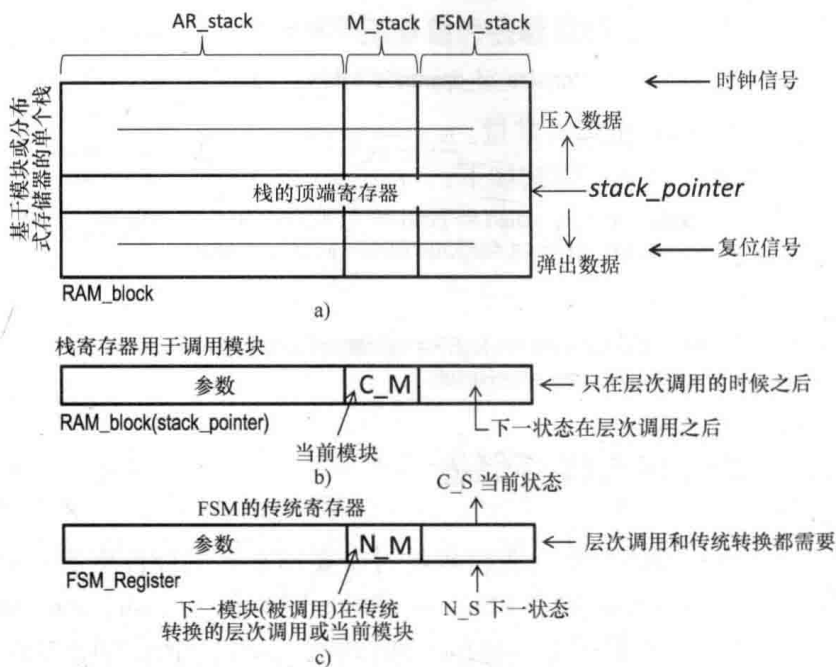 AR_stack M_stack FSM_stack
基于模块或分布
式存储器的单个栈
时钟信号
压入数据
栈的顶端寄存器
stack_pointer
复位信号
弹出数据
RAM_block
a)
栈寄存器用于调用模块
参数 C_M 只在层次调用的时候之后
RAM_block(stack_pointer)
下一状态在层次调用之后
当前模块
b)
C_S 当前状态
FSM的传统寄存器
参数 N_M 层次调用和传统转换都需要
FSM_Register
下一模块(被调用)在传统
转换的层次调用或当前模块
N_S 下一状态
c)